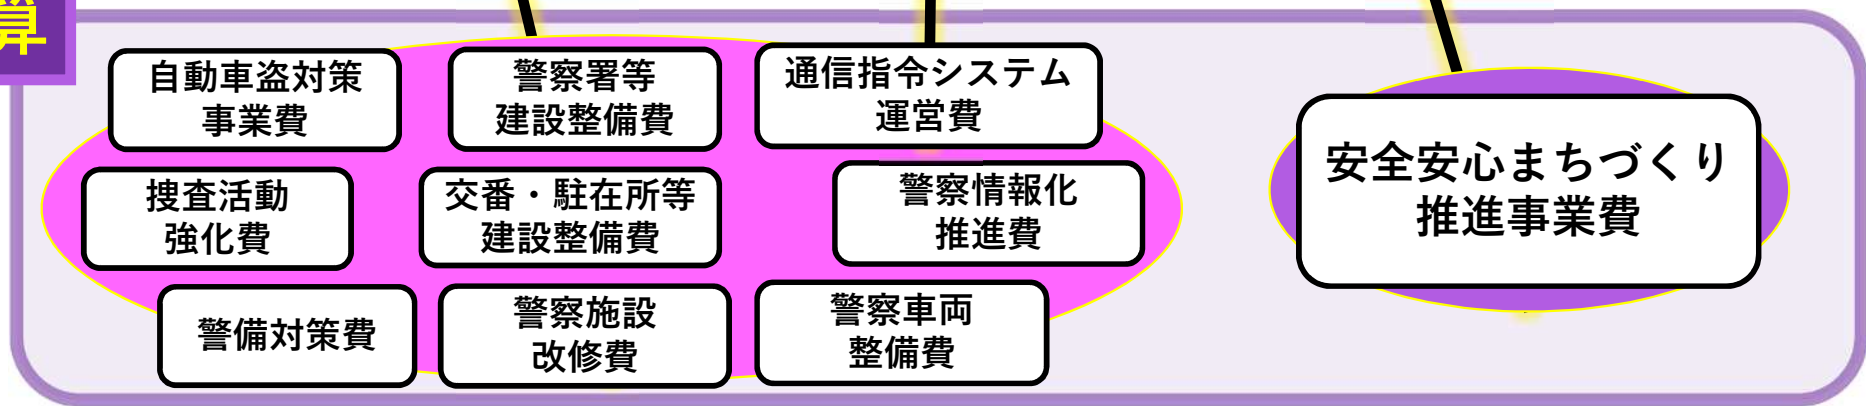 算
自動車盗対策
事業費
警察署等
建設整備費
通信指令システム
運営費
捜査活動
強化費
交番・駐在所等
建設整備費
警察情報化
推進費
警備対策費
警察施設
改修費
警察車両
整備費
安全安心まちづくり
推進事業費